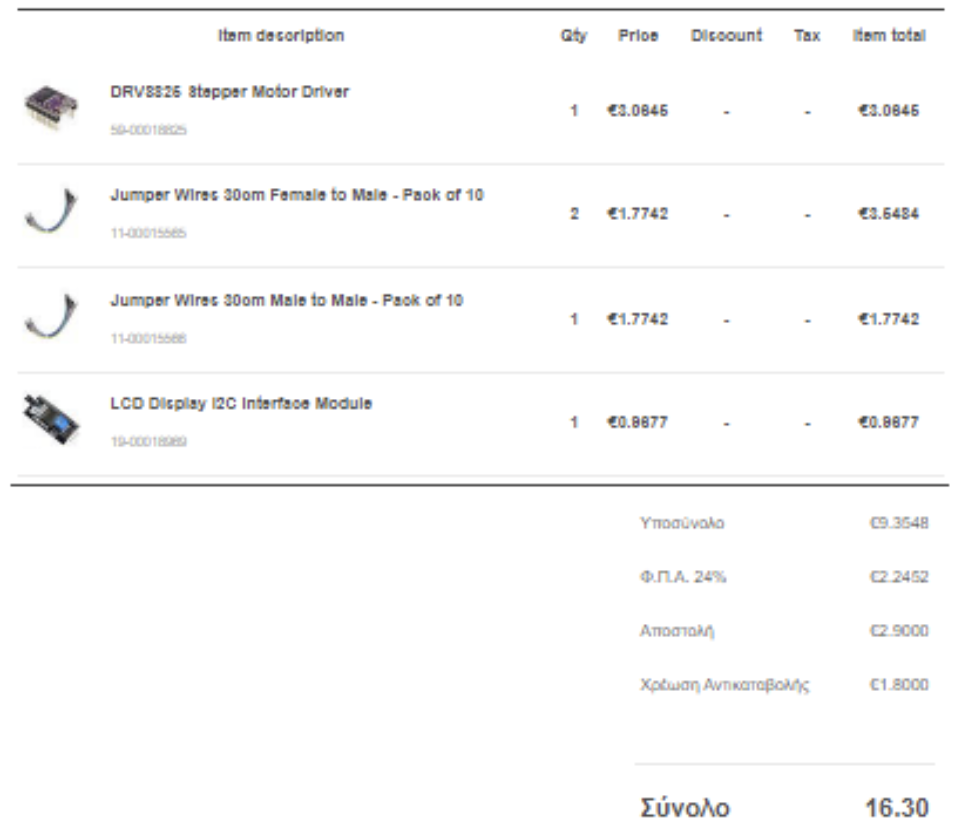 Item description Qty Price Discount Tax Item total
DRV8825 Stepper Motor Driver
59-00018825
1 €3.0645 - - €3.0645
Jumper Wires 30cm Female to Male - Pack of 10
11-00015565
2 €1.7742 - - €3.5484
Jumper Wires 30cm Male to Male - Pack of 10
11-00015566
1 €1.7742 - - €1.7742
LCD Display I2C Interface Module
19-00018989
1 €0.9677 - - €0.9677
Υποσύνολο €9.3548
Φ.Π.Α. 24% €2.2452
Αποστολή €2.9000
Χρέωση Αντικαταβολής €1.8000
Σύνολο 16.30